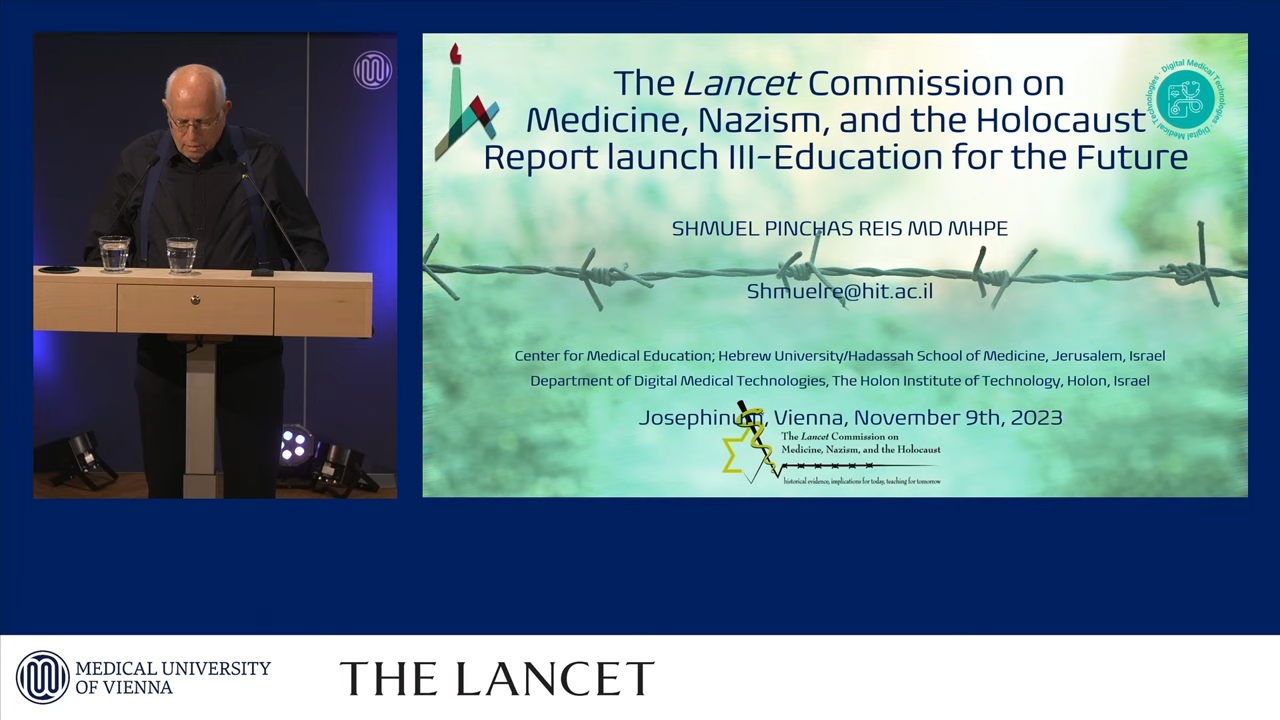 The Lancet Commission on
Medicine, Nazism, and the Holocaust
Report launch III-Education for the Future
Digital Medical Technologies · Digital Medical Technologies ·
SHMUEL PINCHAS REIS MD MHPE
Shmuelre@hit.ac.il
Center for Medical Education; Hebrew University/Hadassah School of Medicine, Jerusalem, Israel
Department of Digital Medical Technologies, The Holon Institute of Technology, Holon, Israel
Josephinum, Vienna, November 9th, 2023
The Lancet Commission on
Medicine, Nazism, and the Holocaust
historical evidence, implications for today, teaching for tomorrow
MEDICAL UNIVERSITY
OF VIENNA
THE LANCET